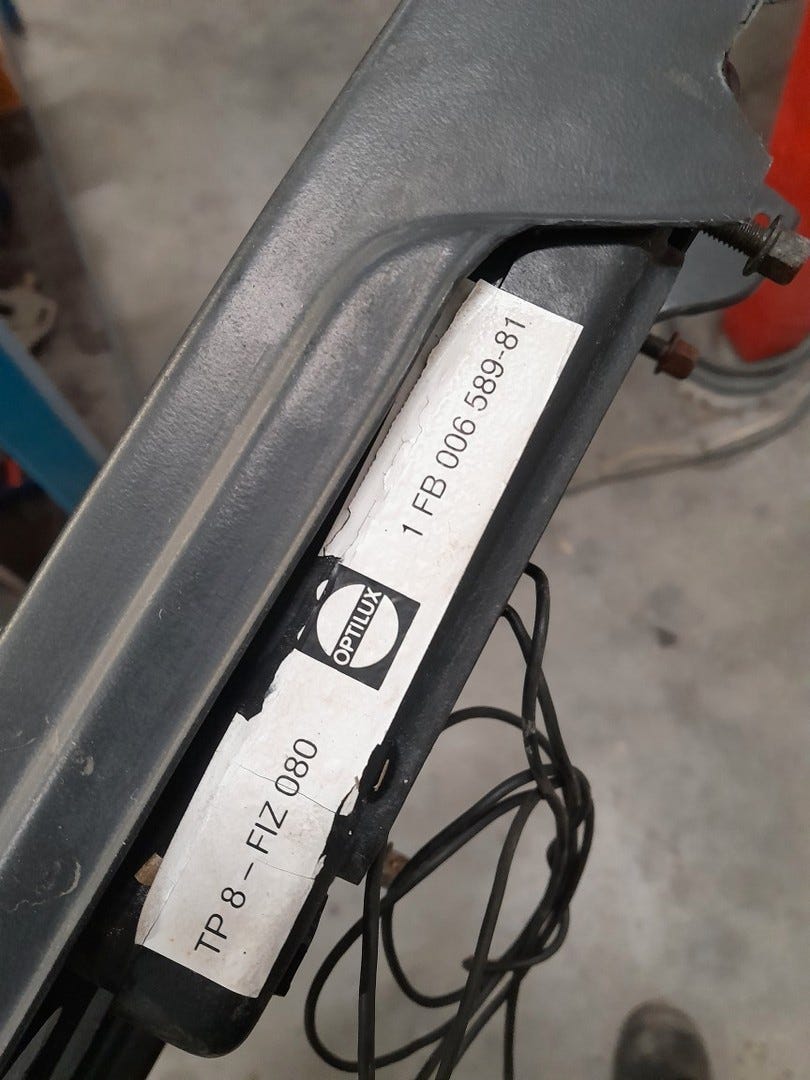 TP 8 – FIZ 080
OPTILUX
1 FB 006 589-81